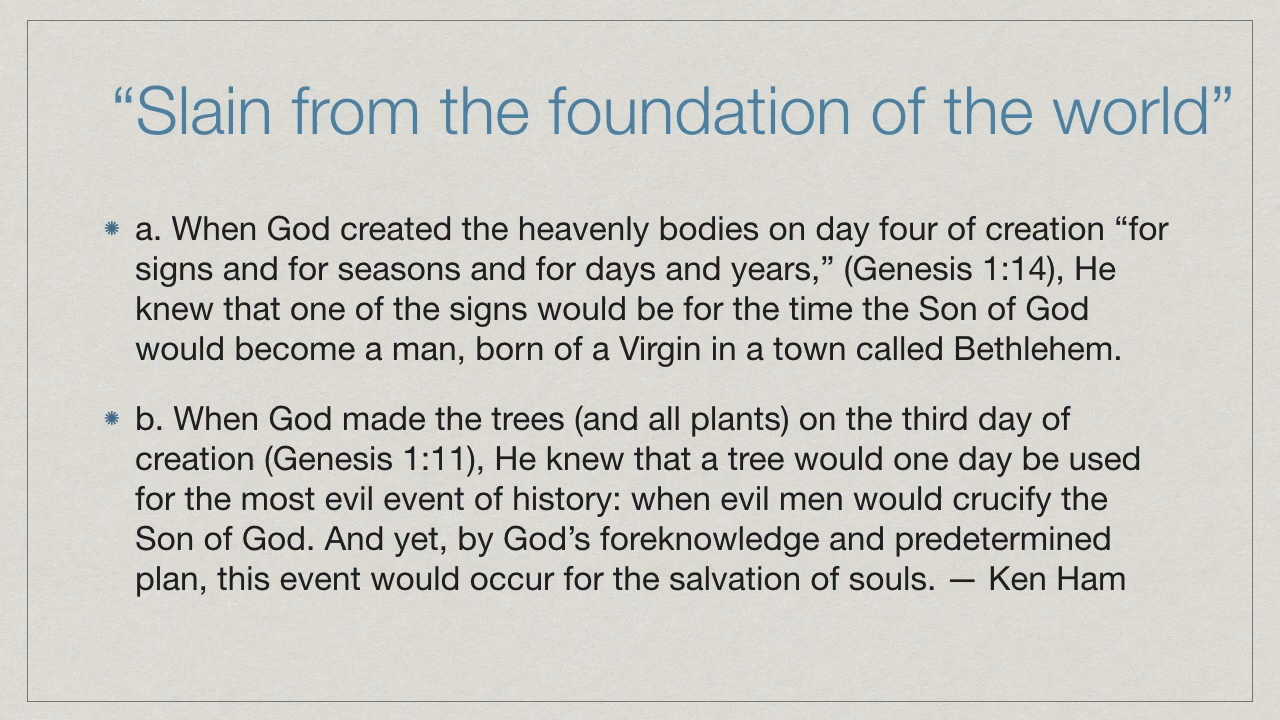 “Slain from the foundation of the world”
a. When God created the heavenly bodies on day four of creation “for
signs and for seasons and for days and years,” (Genesis 1:14), He
knew that one of the signs would be for the time the Son of God
would become a man, born of a Virgin in a town called Bethlehem.
b. When God made the trees (and all plants) on the third day of
creation (Genesis 1:11), He knew that a tree would one day be used
for the most evil event of history: when evil men would crucify the
Son of God. And yet, by God’s foreknowledge and predetermined
plan, this event would occur for the salvation of souls. — Ken Ham